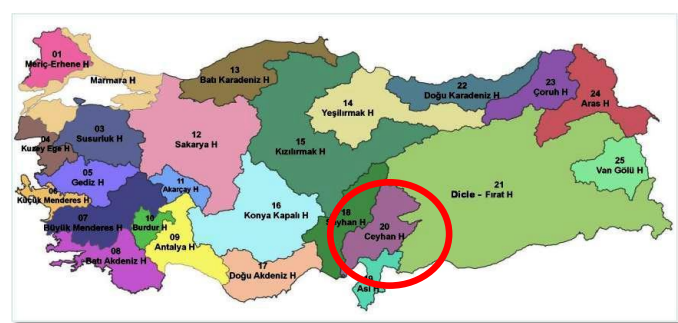 01
Meriç-Erhene H
Marmara H
13
Batı Karadeniz H
22
Doğu Karadeniz H
23
Çoruh H
24
Aras H
14
Yeşilırmak H
03
Susurluk H
04
Kuzey Ege H
12
Sakarya H
15
Kızılırmak H
25
Van Gölü H
05
Gediz H
11
Akarçay H
21
Dicle - Fırat H
06
Küçük Menderes H
16
Konya Kapalı H
07
Büyük Menderes H
10
Burdur H
18
Seyhan H
20
Ceyhan H
09
Antalya H
08
Batı Akdeniz H
17
Doğu Akdeniz H
19
Asi H